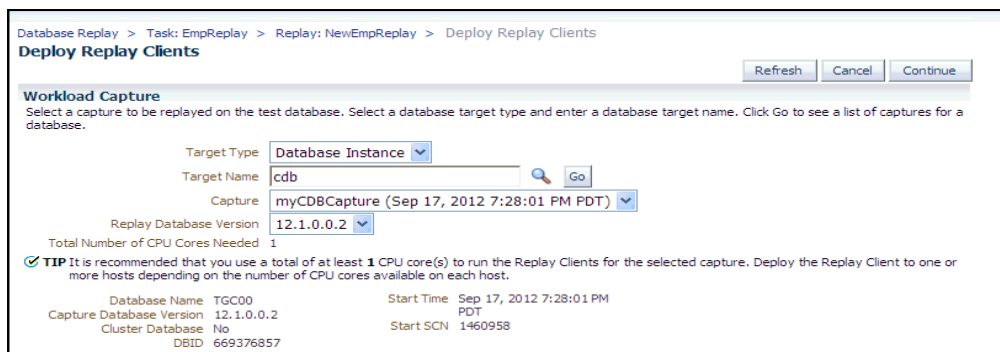 Database Replay > Task: EmpReplay > Replay: NewEmpReplay > Deploy Replay Clients
Deploy Replay Clients
Refresh Cancel Continue
Workload Capture
Select a capture to be replayed on the test database. Select a database target type and enter a database target name. Click Go to see a list of captures for a
database.
Target Type Database Instance
Target Name cdb Go
Capture myCDBCapture (Sep 17, 2012 7:28:01 PM PDT)
Replay Database Version 12.1.0.0.2
Total Number of CPU Cores Needed 1
TIP It is recommended that you use a total of at least 1 CPU core(s) to run the Replay Clients for the selected capture. Deploy the Replay Client to one or
more hosts depending on the number of CPU cores available on each host.
Database Name TGC00
Capture Database Version 12.1.0.0.2
Cluster Database No
DBID 669376857
Start Time Sep 17, 2012 7:28:01 PM
PDT
Start SCN 1460958